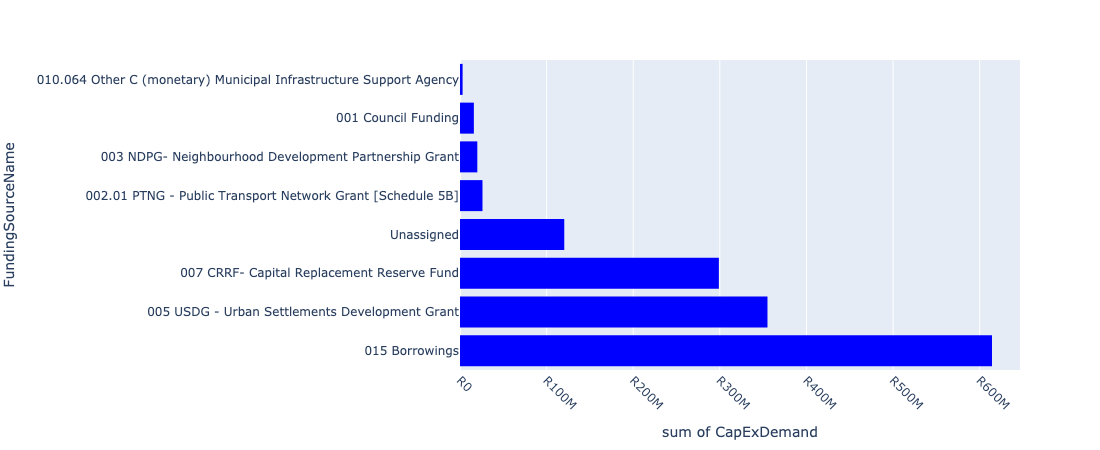 010.064 Other C (monetary) Municipal Infrastructure Support Agency
001 Council Funding
003 NDPG- Neighbourhood Development Partnership Grant
002.01 PTNG - Public Transport Network Grant [Schedule 5B]
Unassigned
007 CRRF- Capital Replacement Reserve Fund
005 USDG - Urban Settlements Development Grant
015 Borrowings
FundingSourceName
R0
R100M
R200M
R300M
R400M
R500M
R600M
sum of CapExDemand